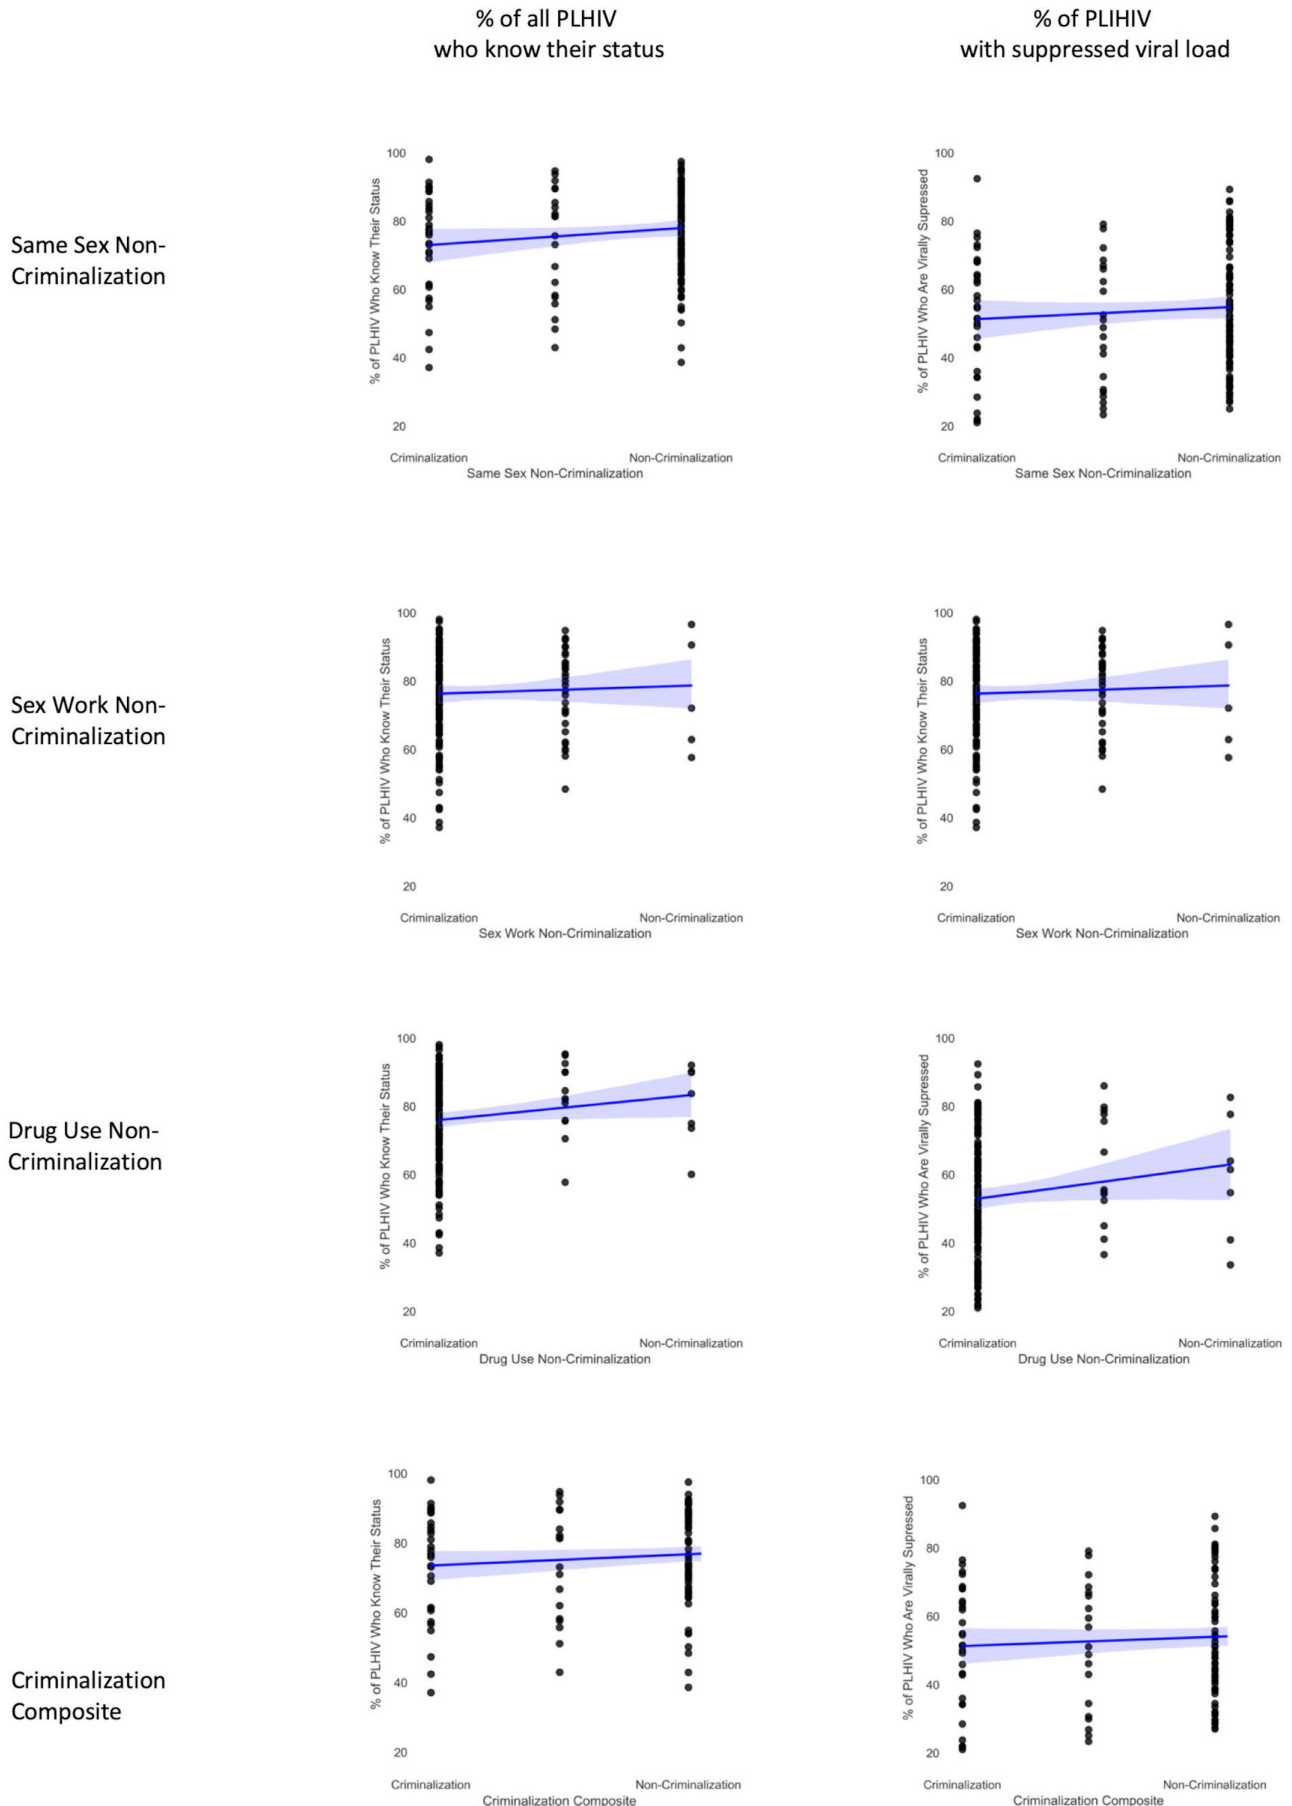 % of all PLHIV
who know their status
% of PLIHIV
with suppressed viral load
Same Sex Non-
Criminalization
% of PLHIV Who Know Their Status
100
80
60
40
20
Criminalization
Non-Criminalization
Same Sex Non-Criminalization
% of PLHIV Who Are Virally Supressed
100
80
60
40
20
Criminalization
Non-Criminalization
Same Sex Non-Criminalization
Sex Work Non-
Criminalization
% of PLHIV Who Know Their Status
100
80
60
40
20
Criminalization
Non-Criminalization
Sex Work Non-Criminalization
% of PLHIV Who Know Their Status
100
80
60
40
20
Criminalization
Non-Criminalization
Sex Work Non-Criminalization
Drug Use Non-
Criminalization
% of PLHIV Who Know Their Status
100
80
60
40
20
Criminalization
Non-Criminalization
Drug Use Non-Criminalization
% of PLHIV Who Are Virally Supressed
100
80
60
40
20
Criminalization
Non-Criminalization
Drug Use Non-Criminalization
Criminalization
Composite
% of PLHIV Who Know Their Status
100
80
60
40
20
Criminalization
Non-Criminalization
Criminalization Composite
% of PLHIV Who Are Virally Supressed
100
80
60
40
20
Criminalization
Non-Criminalization
Criminalization Composite